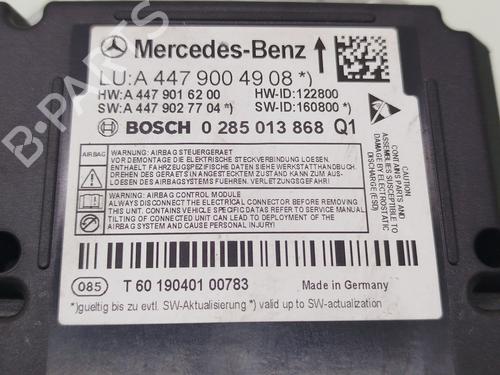 Mercedes-Benz
LU: A 447 900 49 08 *)
HW: A 447 901 62 00 HW-ID: 122800
SW: A 447 902 77 04 *) SW-ID: 160800 *)
BOSCH 0 285 013 868 Q1
AIRBAG
WARNUNG: AIRBAG STEUERGERAET
VOR DEMONTAGE DIE ELEKTRISCHE STECKVERBINDUNG LOESEN.
ENTHAELT FAHRZEUGSPEZIFISCHE DATEN SIEHE WERKSTATTHANDBUCH
DREHEN IM EINGESTECKTEN ZUSTAND KANN ZUM AUS-
LOESEN DES AIRBAGSYSTEMS FUEHREN. VERLETZUNGSGEFAHR!
AIRBAG
WARNING: AIRBAG CONTROL MODULE
ALWAYS DISCONNECT THE ELECTRICAL CONNECTOR BEFORE REMOVING
THIS UNIT. CONTAINS VEHICLE SPECIFIC DATA REFER TO SERVICE MANUAL
TILTING OF CONNECTED UNIT CAN LEAD TO DEPLOYMENT OF
THE AIRBAG SYSTEM AND CAUSE INJURY.
CAUTION
CONTAINS PARTS AND
ASSEMBLIES SUSCEPTIBLE TO
DAMAGE BY ELECTROSTATIC
DISCHARGE (ESD)
085 T 60 190401 00783 Made in Germany
*) gueltig bis zu evtl. SW-Aktualisierung *) valid up to SW-actualization
B-Parts